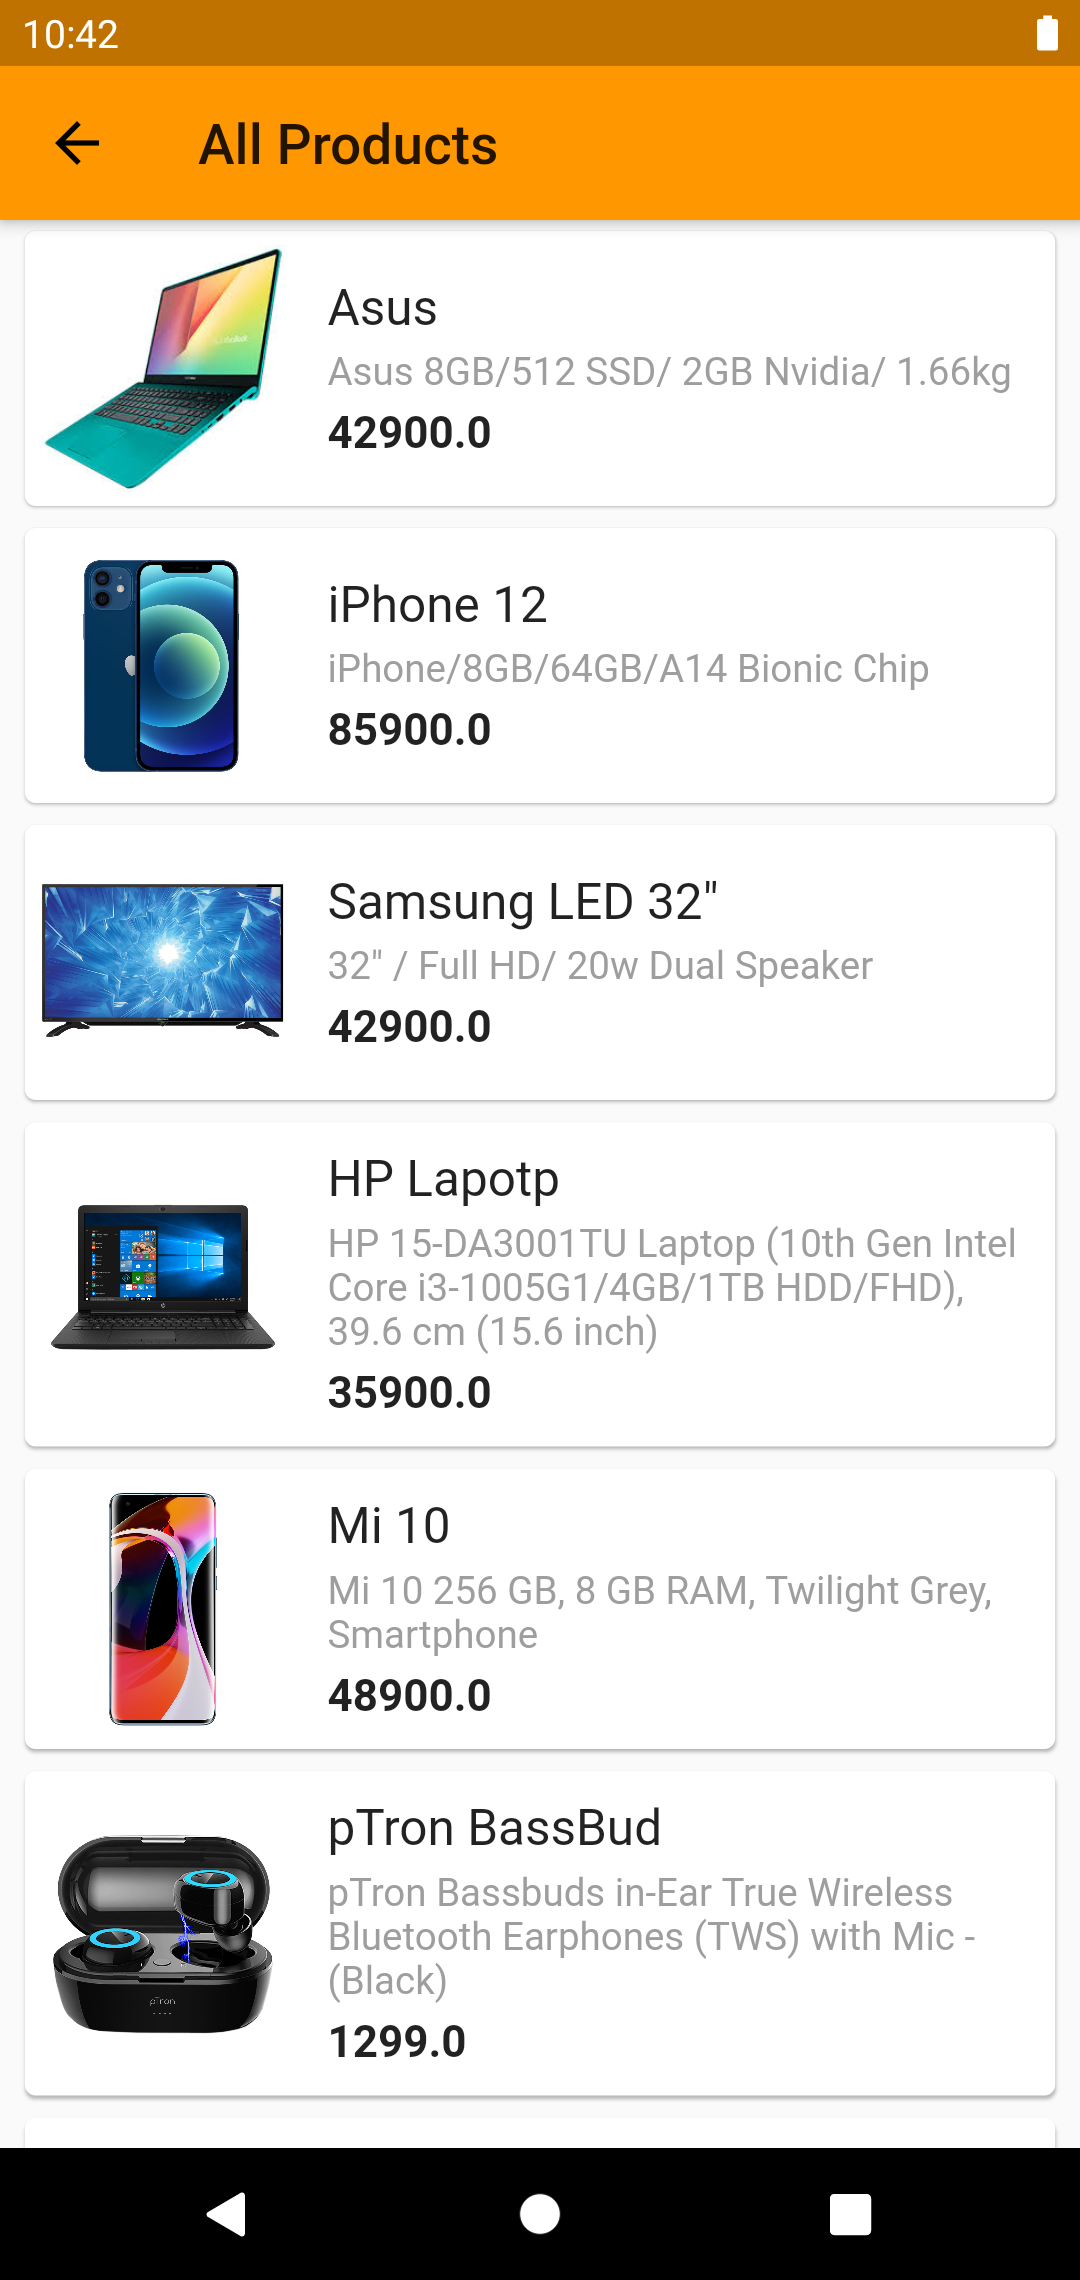 10:42
All Products
Asus
Asus 8GB/512 SSD/ 2GB Nvidia/ 1.66kg
42900.0
iPhone 12
iPhone/8GB/64GB/A14 Bionic Chip
85900.0
Samsung LED 32"
32" / Full HD/ 20w Dual Speaker
42900.0
HP Lapotp
HP 15-DA3001TU Laptop (10th Gen Intel
Core i3-1005G1/4GB/1TB HDD/FHD),
39.6 cm (15.6 inch)
35900.0
Mi 10
Mi 10 256 GB, 8 GB RAM, Twilight Grey,
Smartphone
48900.0
pTron BassBud
pTron Bassbuds in-Ear True Wireless
Bluetooth Earphones (TWS) with Mic -
(Black)
pTron
1299.0